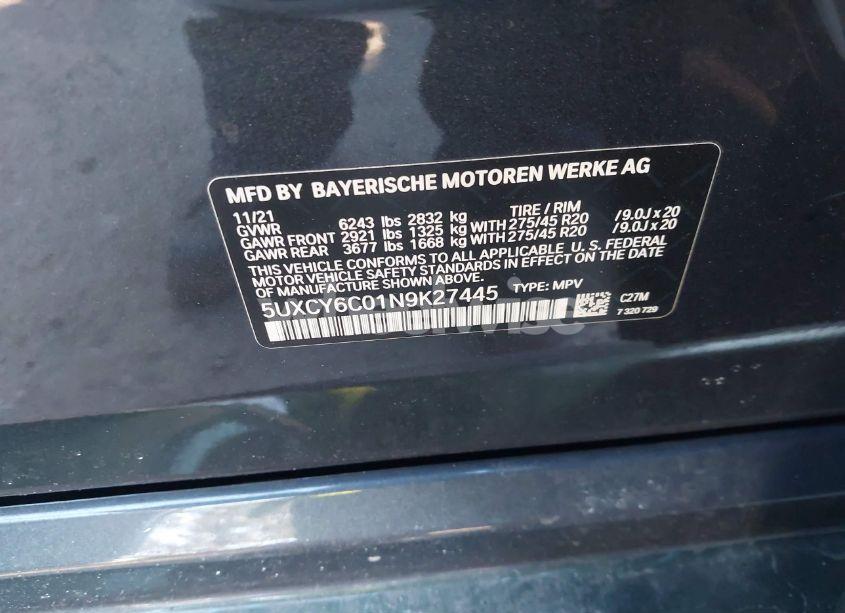 MFD BY BAYERISCHE MOTOREN WERKE AG
11/21 TIRE / RIM
GVWR 6243 lbs 2832 kg
GAWR FRONT 2921 lbs 1325 kg WITH 275/45 R20 /9.0J x 20
GAWR REAR 3677 lbs 1668 kg WITH 275/45 R20 /9.0J x 20
THIS VEHICLE CONFORMS TO ALL APPLICABLE U. S. FEDERAL
MOTOR VEHICLE SAFETY STANDARDS IN EFFECT ON THE DATE
OF MANUFACTURE SHOWN ABOVE.
5UXCY6C01N9K27445 TYPE: MPV
C27M
7 320 729